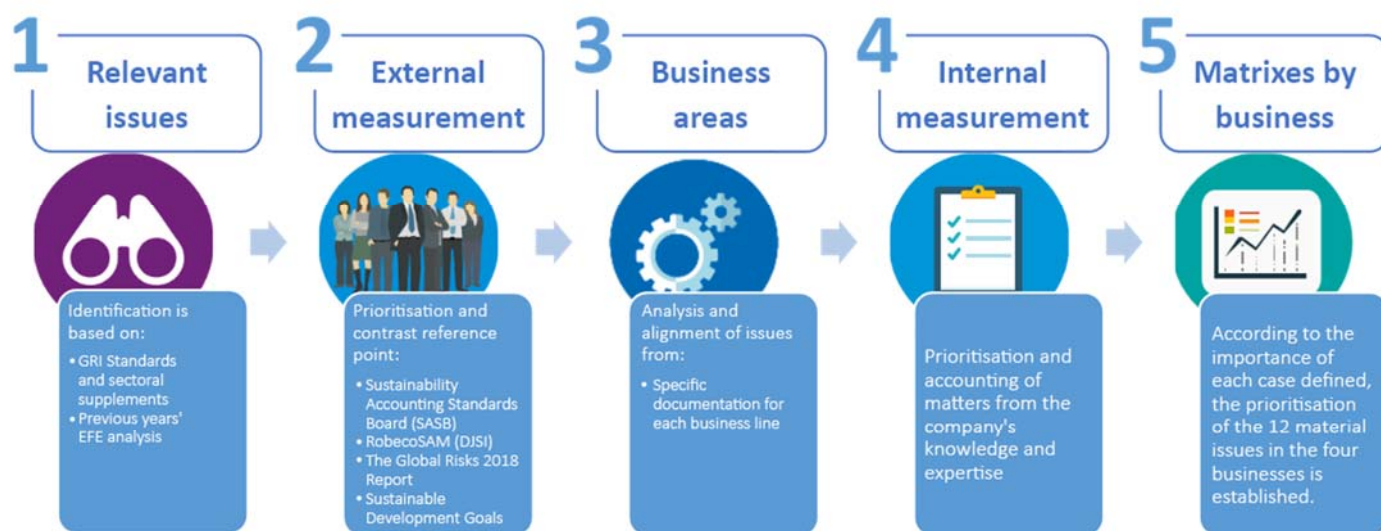 1
Relevant
issues
Identification is
based on:
• GRI Standards
and sectoral
supplements
• Previous years'
EFE analysis
2
External
measurement
Prioritisation and
contrast reference
point:
• Sustainability
Accounting Standards
Board (SASB)
• RobecoSAM (DJSI)
• The Global Risks 2018
Report
• Sustainable
Development Goals
3
Business
areas
Analysis and
alignment of issues
from:
• Specific
documentation for
each business line
4
Internal
measurement
Prioritisation and
accounting of
matters from the
company's
knowledge and
expertise
5
Matrixes by
business
According to the
importance of
each case defined,
the prioritisation
of the 12 material
issues in the four
businesses is
established.